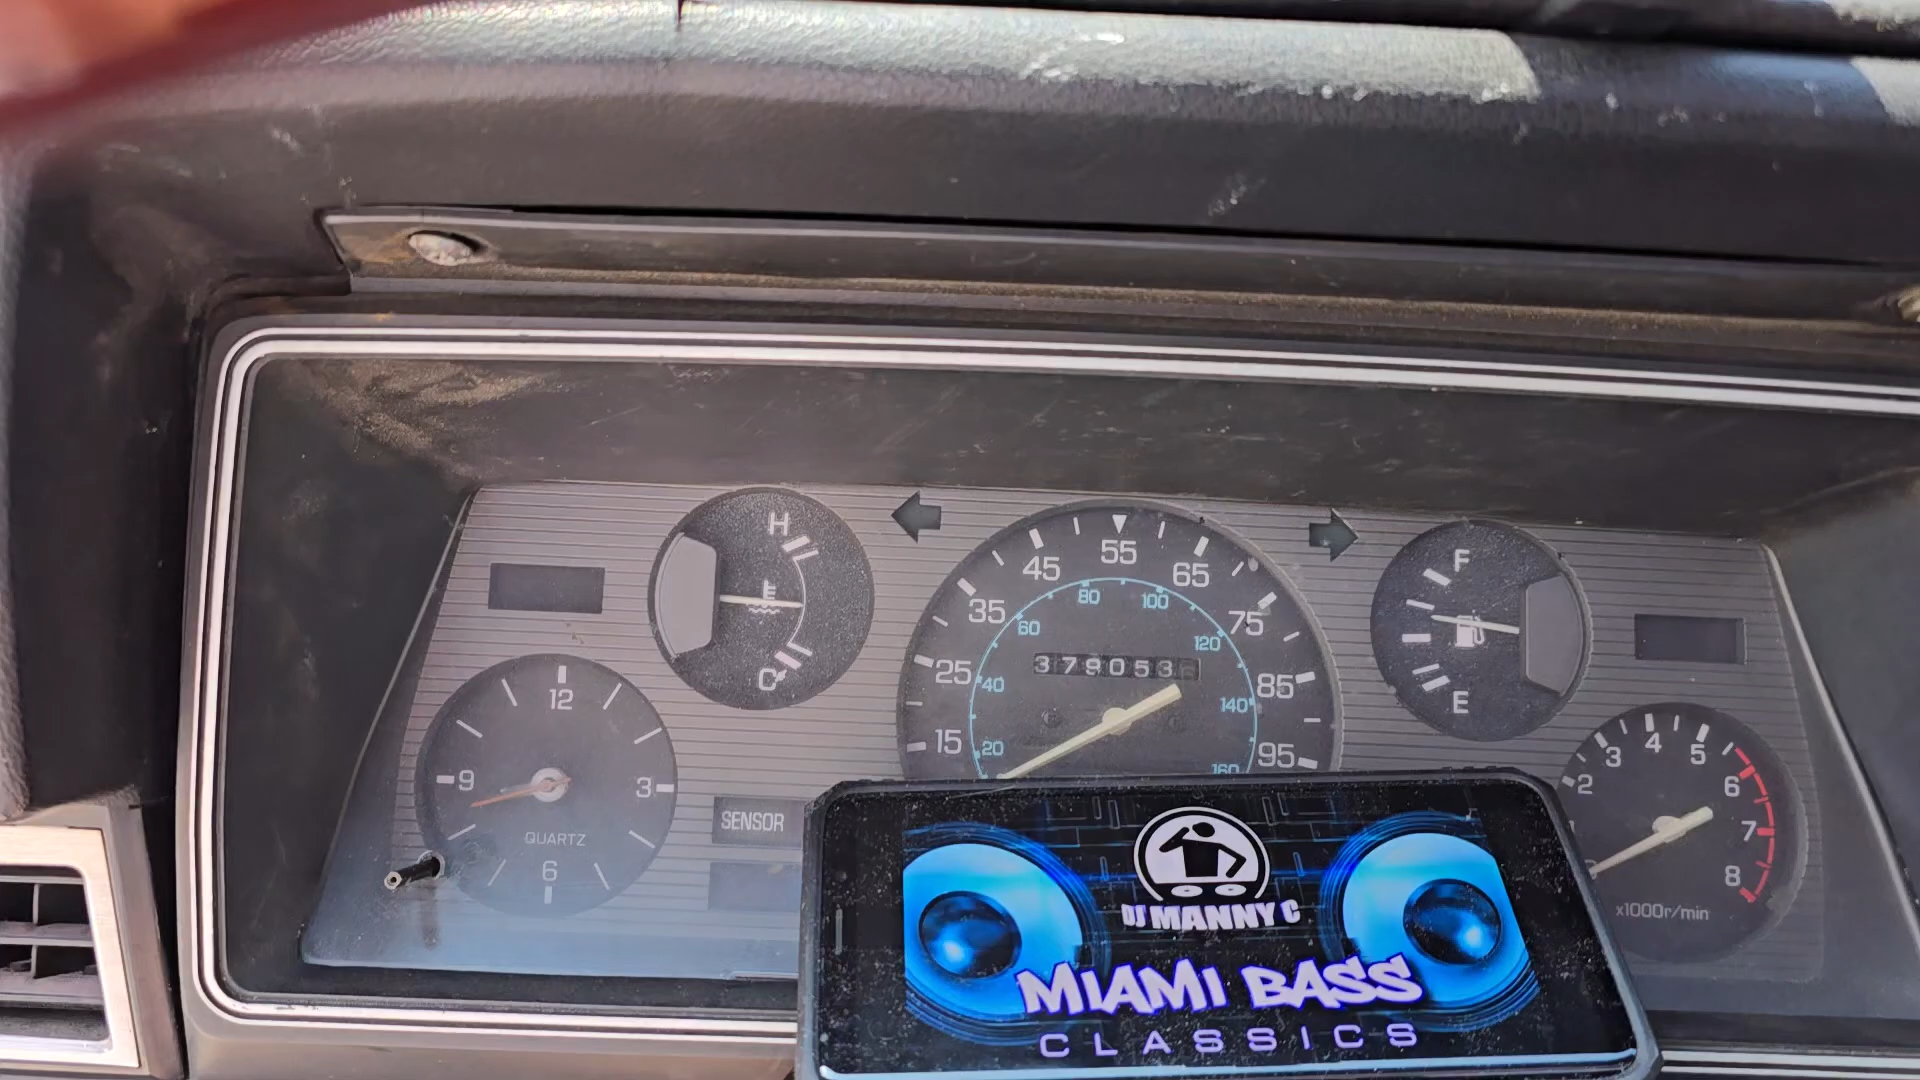 H
C
F
E
12
3
6
9
QUARTZ
SENSOR
15
25
35
45
55
65
75
85
95
20
40
60
80
100
120
140
160
379053
2
3
4
5
6
7
8
x1000r/min
DJ MANNY C
MIAMI BASS
CLASSICS